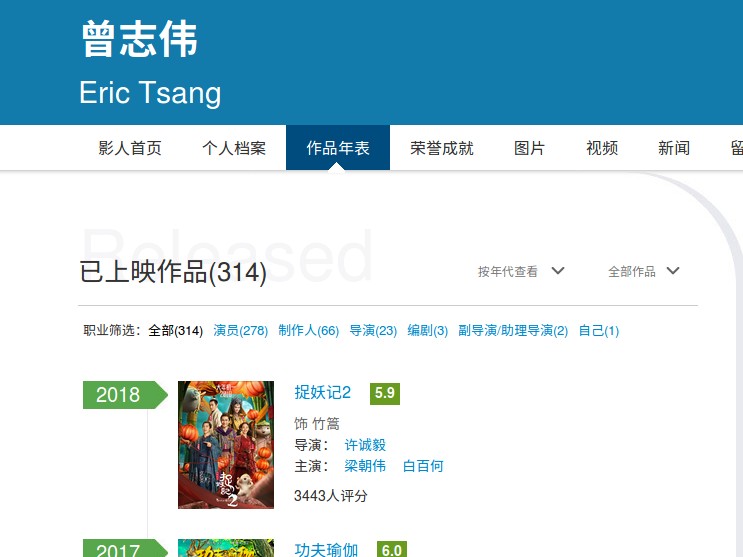 曾志伟
Eric Tsang
影人首页 个人档案 作品年表 荣誉成就 图片 视频 新闻
Released
已上映作品(314) 按年代查看 全部作品
职业筛选： 全部(314) 演员(278) 制作人(66) 导演(23) 编剧(3) 副导演/助理导演(2) 自己(1)
2018 捉妖记2 5.9
饰 竹篙
导演： 许诚毅
主演： 梁朝伟 白百何
捉妖记2
3443人评分
2017 功夫瑜伽 6.0